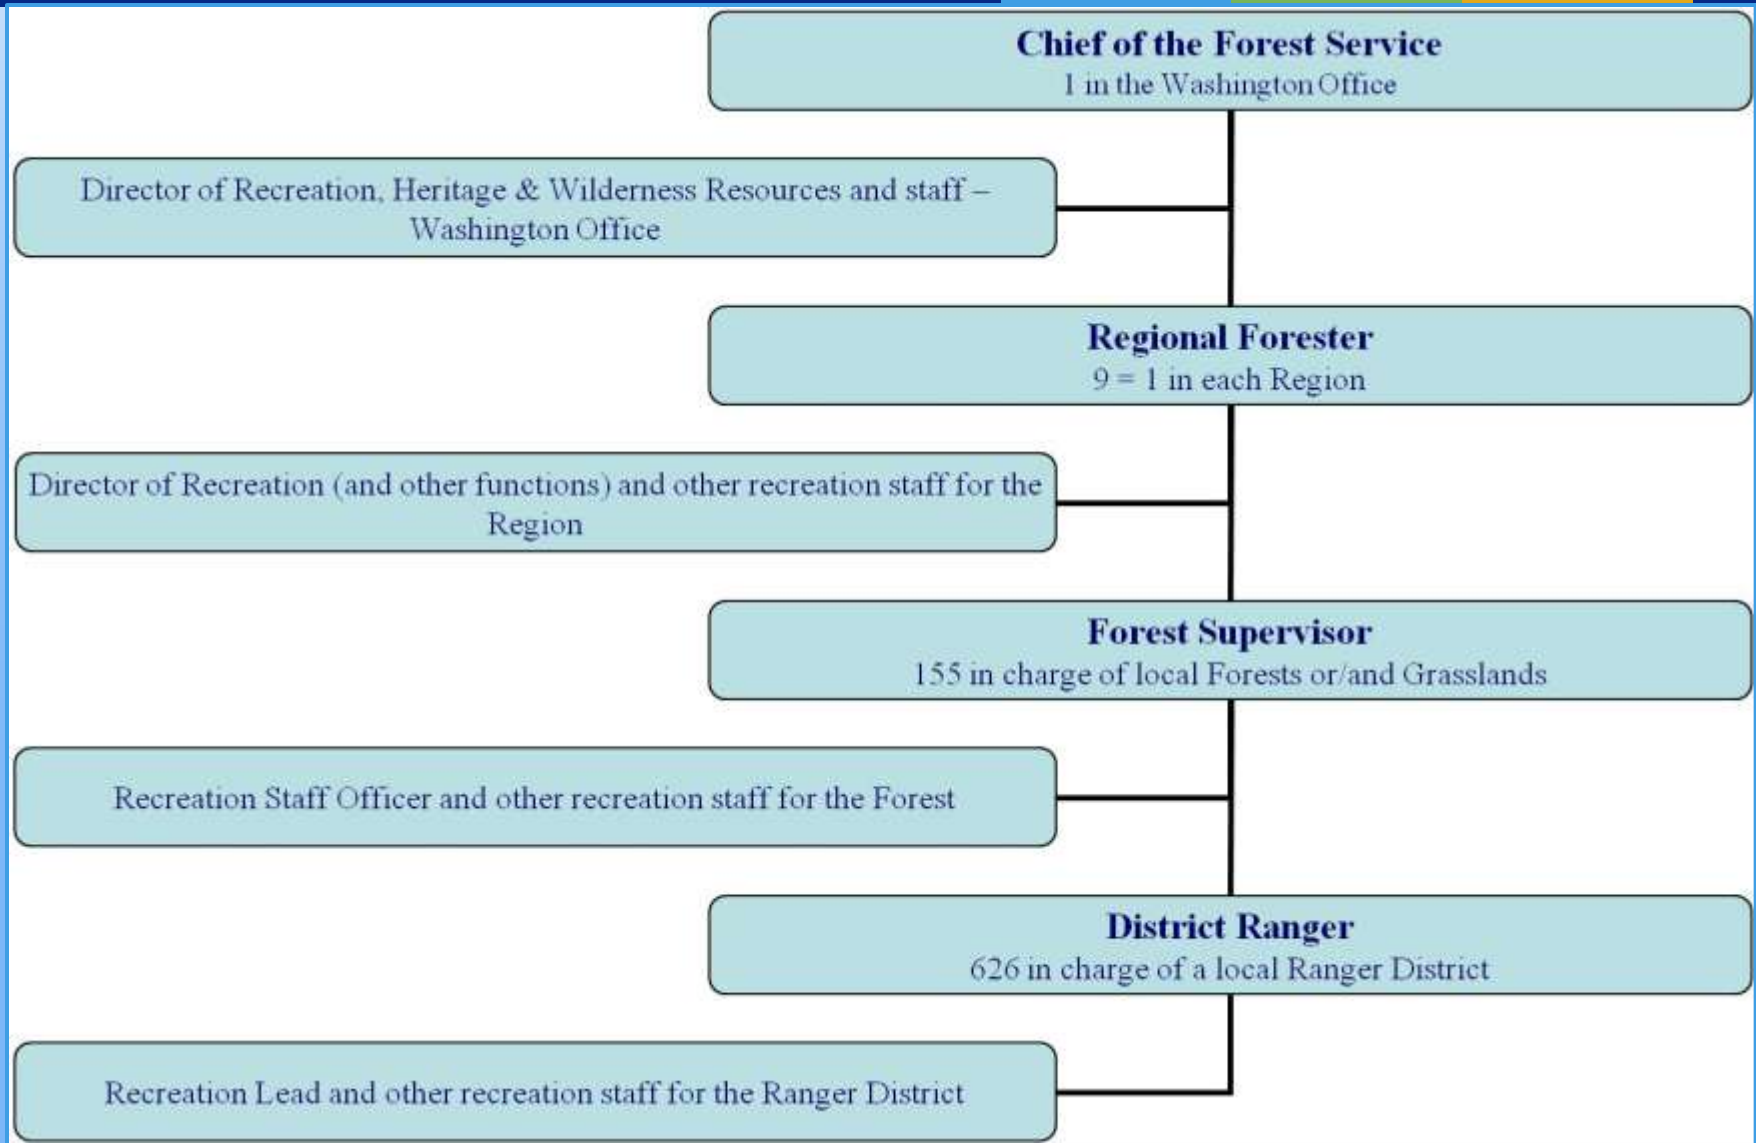 Chief of the Forest Service
1 in the Washington Office
Director of Recreation, Heritage & Wilderness Resources and staff –
Washington Office
Regional Forester
9 = 1 in each Region
Director of Recreation (and other functions) and other recreation staff for the
Region
Forest Supervisor
155 in charge of local Forests or/and Grasslands
Recreation Staff Officer and other recreation staff for the Forest
District Ranger
626 in charge of a local Ranger District
Recreation Lead and other recreation staff for the Ranger District